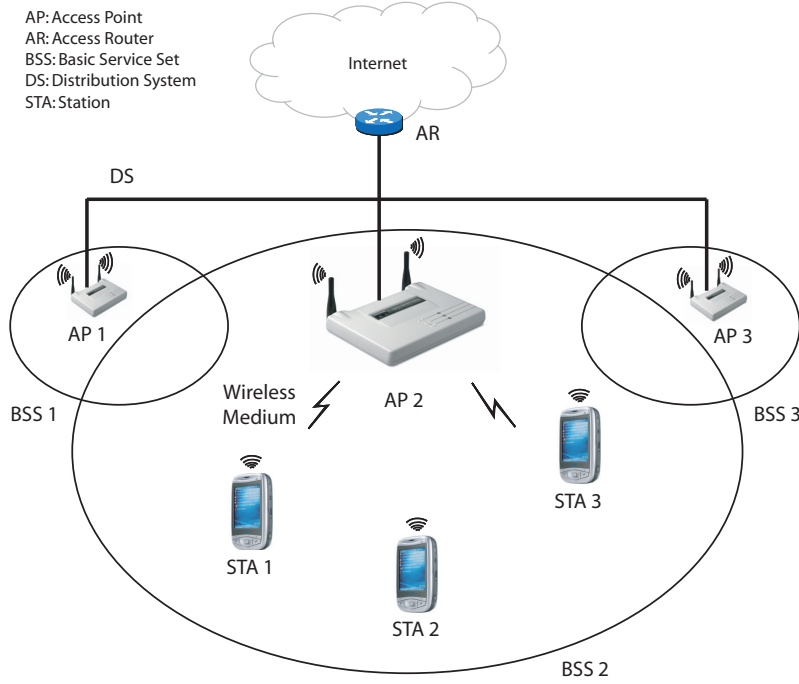 AP: Access Point
AR: Access Router
BSS: Basic Service Set
DS: Distribution System
STA: Station
Internet
AR
DS
AP 1
AP 3
Wireless
Medium
AP 2
BSS 1
BSS 3
STA 3
STA 1
STA 2
BSS 2